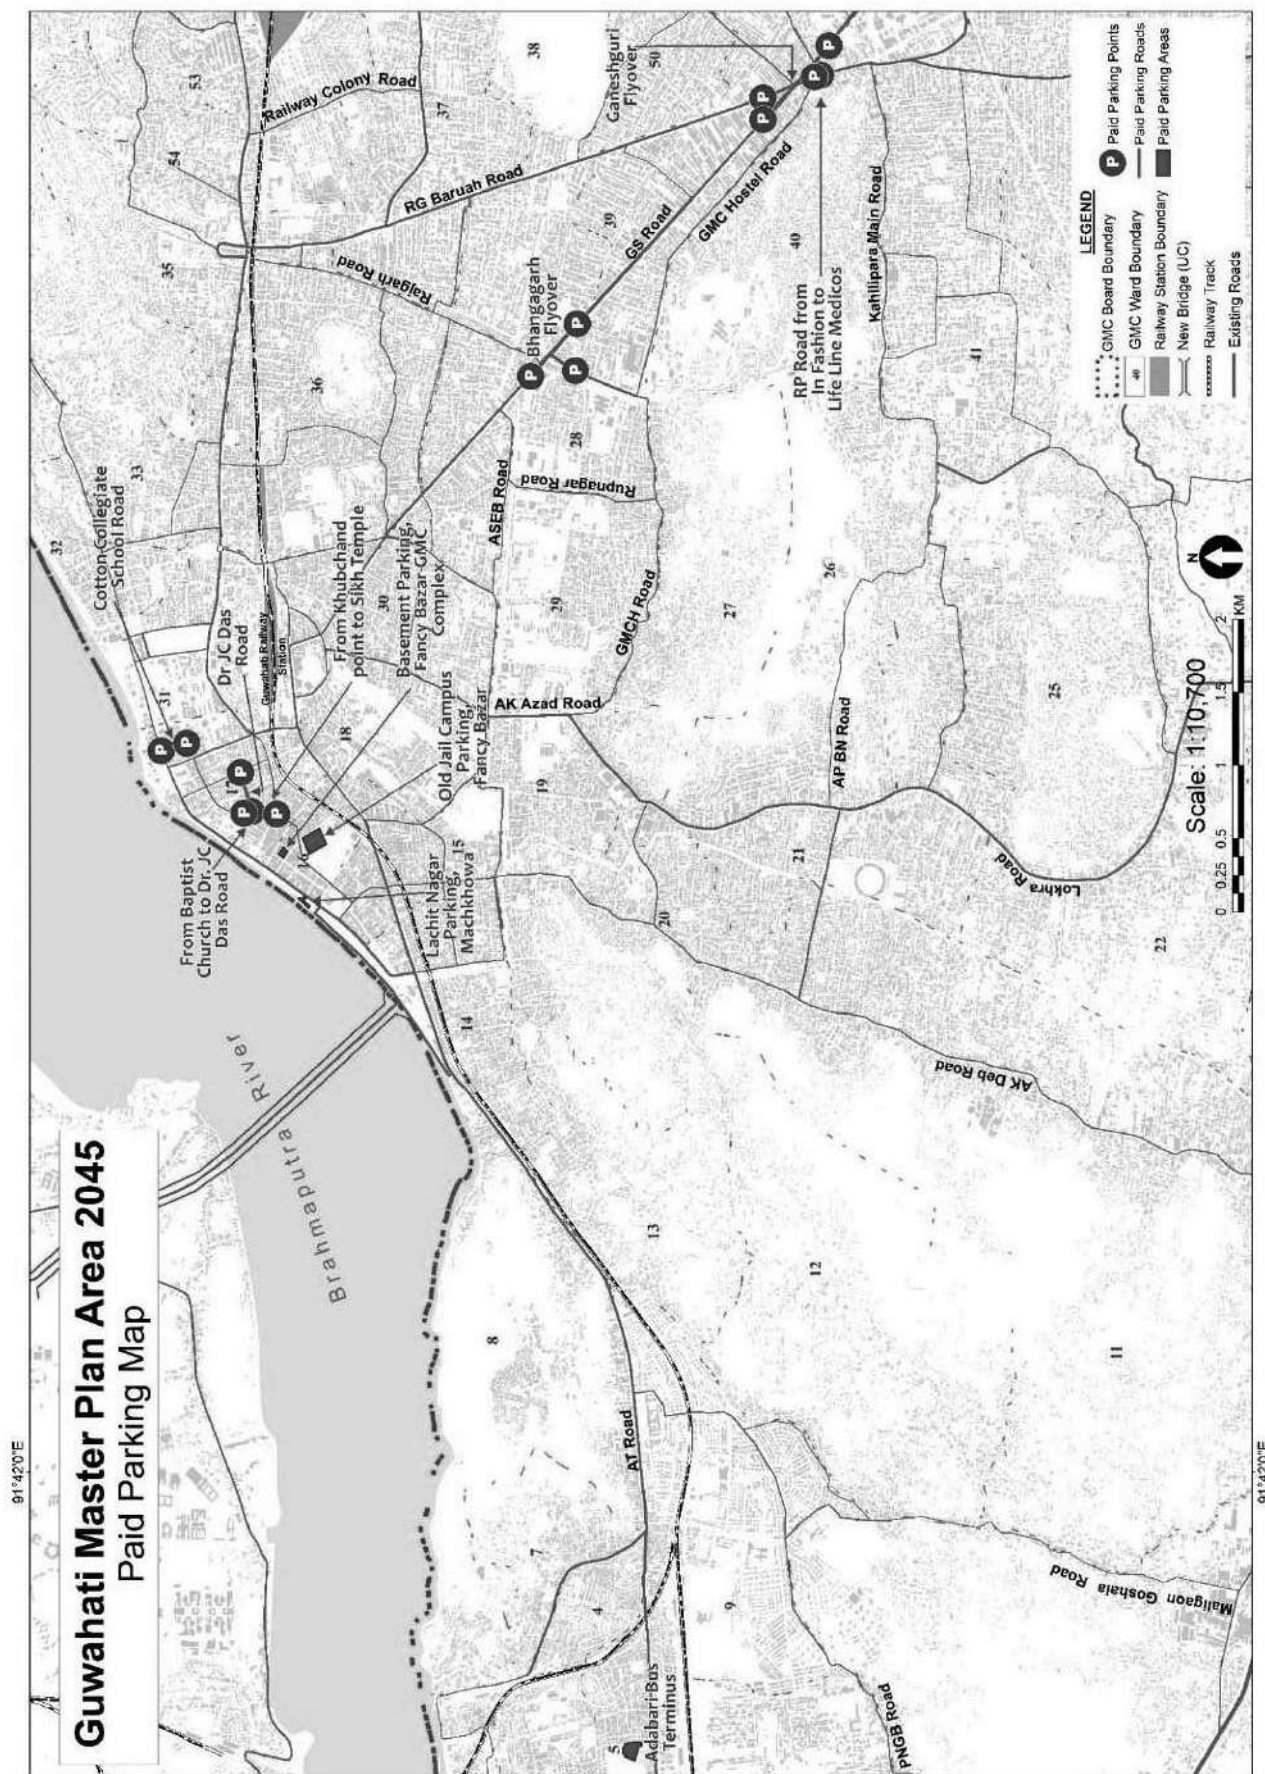 Guwahati Master Plan Area 2045
Paid Parking Map
91°42'0"E
91°42'0"E
Brahmaputra River
32
33
35
54
53
Railway Colony Road
37
38
50
Ganeshguri
Flyover
RG Baruah Road
Rajgarh Road
36
39
GS Road
GMC Hostel Road
40
Bhangagarh
Flyover
RP Road from
In Fashion to
Life Line Medicos
Kahilipara Main Road
41
Cotton Collegiate
School Road
31
Dr JC Das
Road
Guwahati Railway
Station
From Khubchand
point to Sikh Temple
30
Basement Parking,
Fancy Bazar GMC
Complex
Old Jail Campus
Parking,
Fancy Bazar
18
17
16
15
From Baptist
Church to Dr. JC
Das Road
Lachit Nagar
Parking,
Machkhowa
ASEB Road
28
Rupnagar Road
29
GMCH Road
27
26
AK Azad Road
19
AP BN Road
25
21
20
Lokhra Road
22
14
AK Deb Road
13
12
11
8
AT Road
7
4
9
5
Adabari Bus
Terminus
PNGB Road
Maligaon Goshala Road
N
Scale: 1:10,700
0 0.25 0.5 1 1.5 2
KM
LEGEND
GMC Board Boundary
40 GMC Ward Boundary
Railway Station Boundary
New Bridge (UC)
Railway Track
Existing Roads
P Paid Parking Points
Paid Parking Roads
Paid Parking Areas
P
P
P
P
P
P
P
P
P
P
P
P